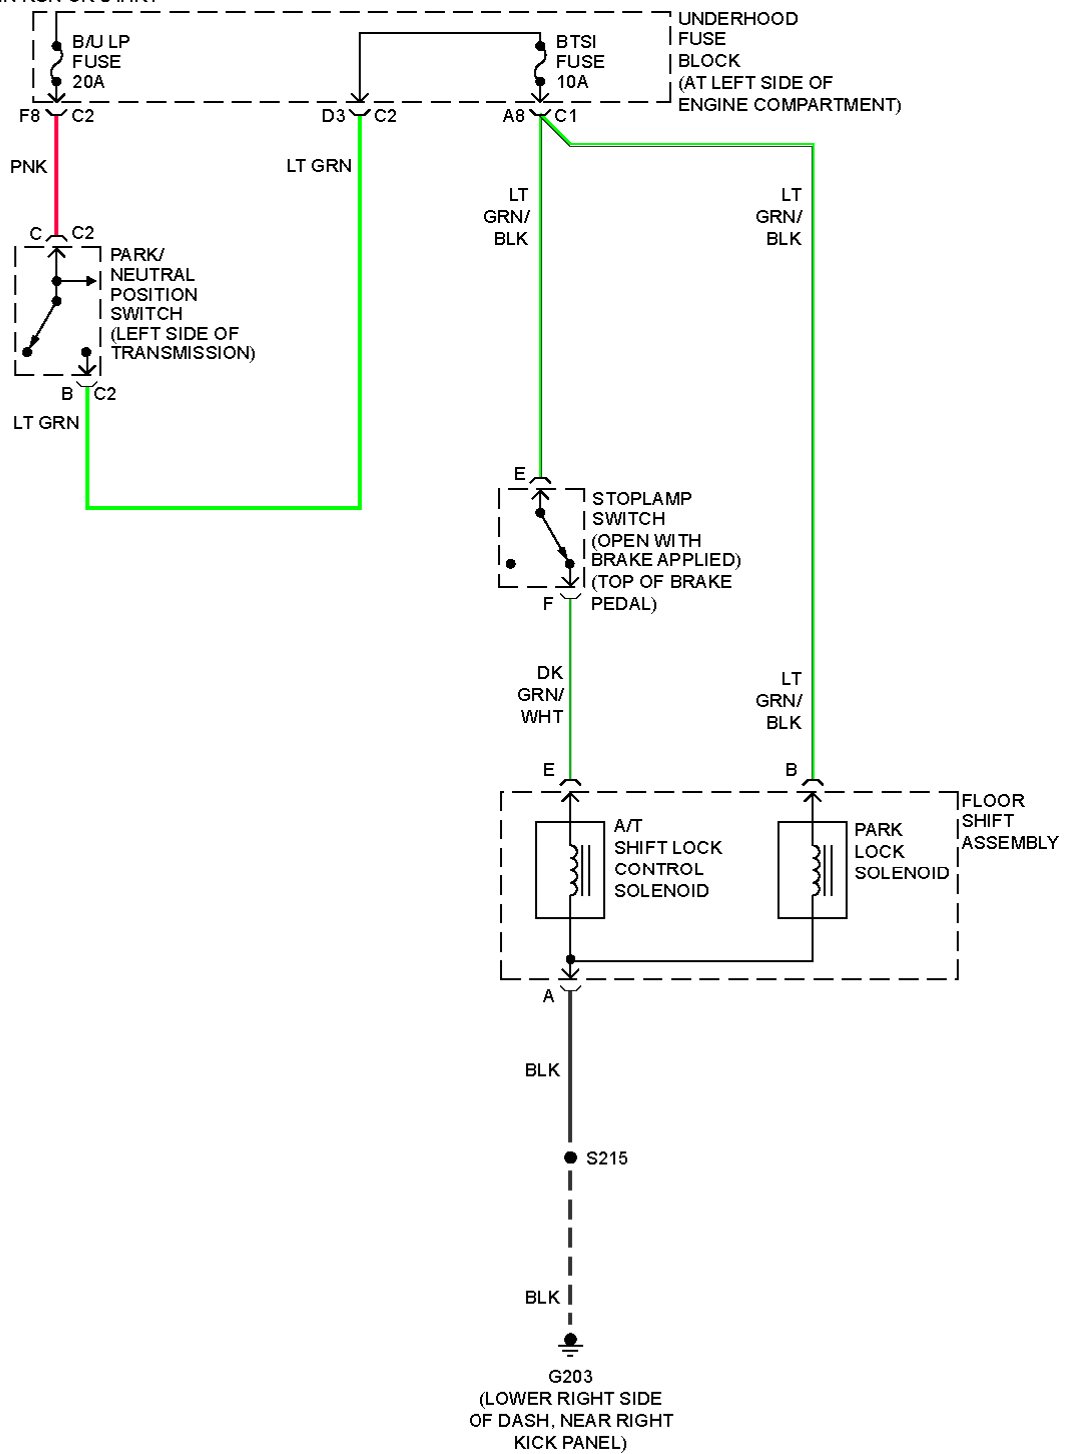 B/U LP
FUSE
20A
BTSI
FUSE
10A
UNDERHOOD
FUSE
BLOCK
(AT LEFT SIDE OF
ENGINE COMPARTMENT)
F8 C2
D3 C2
A8 C1
PNK
LT GRN
LT
GRN/
BLK
LT
GRN/
BLK
C C2
PARK/
NEUTRAL
POSITION
SWITCH
(LEFT SIDE OF
TRANSMISSION)
B C2
LT GRN
E
STOPLAMP
SWITCH
(OPEN WITH
BRAKE APPLIED)
(TOP OF BRAKE
PEDAL)
F
DK
GRN/
WHT
LT
GRN/
BLK
E
B
FLOOR
SHIFT
ASSEMBLY
A/T
SHIFT LOCK
CONTROL
SOLENOID
PARK
LOCK
SOLENOID
A
BLK
S215
BLK
G203
(LOWER RIGHT SIDE
OF DASH, NEAR RIGHT
KICK PANEL)